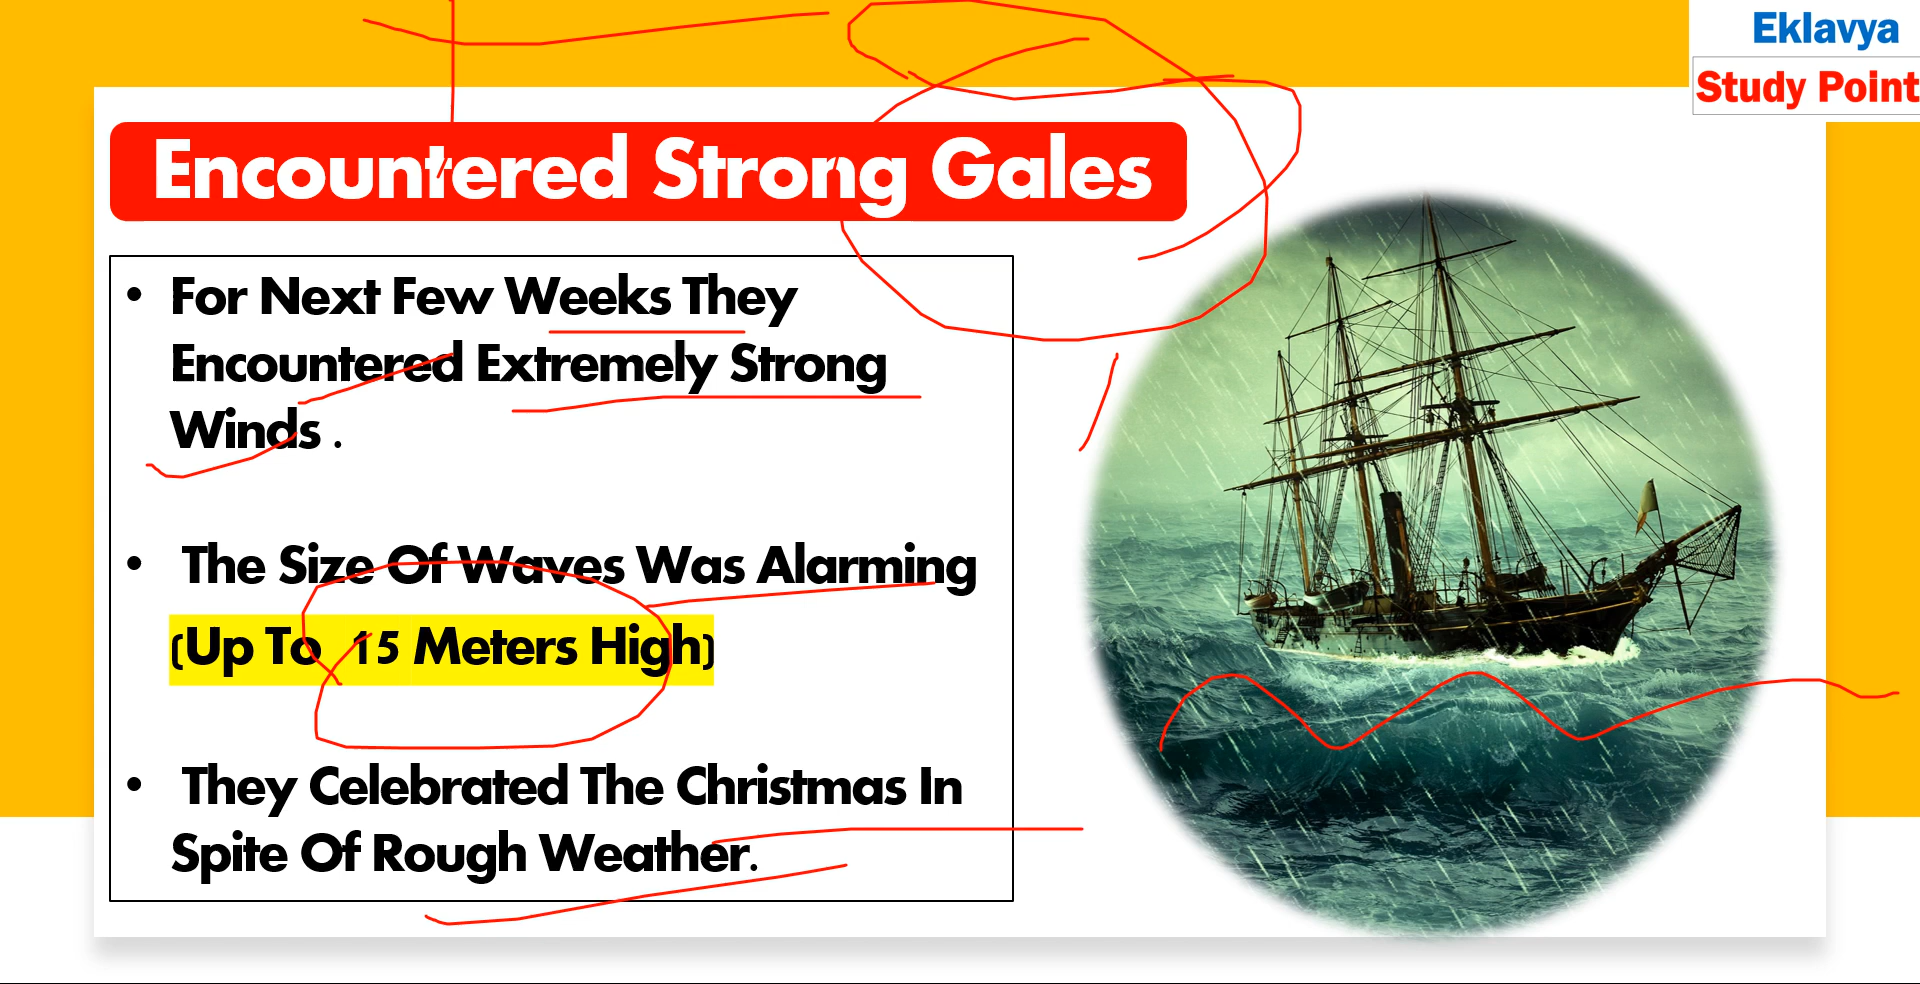 Eklavya
Study Point
Encountered Strong Gales
• For Next Few Weeks They
Encountered Extremely Strong
Winds .
• The Size Of Waves Was Alarming
(Up To 15 Meters High)
• They Celebrated The Christmas In
Spite Of Rough Weather.